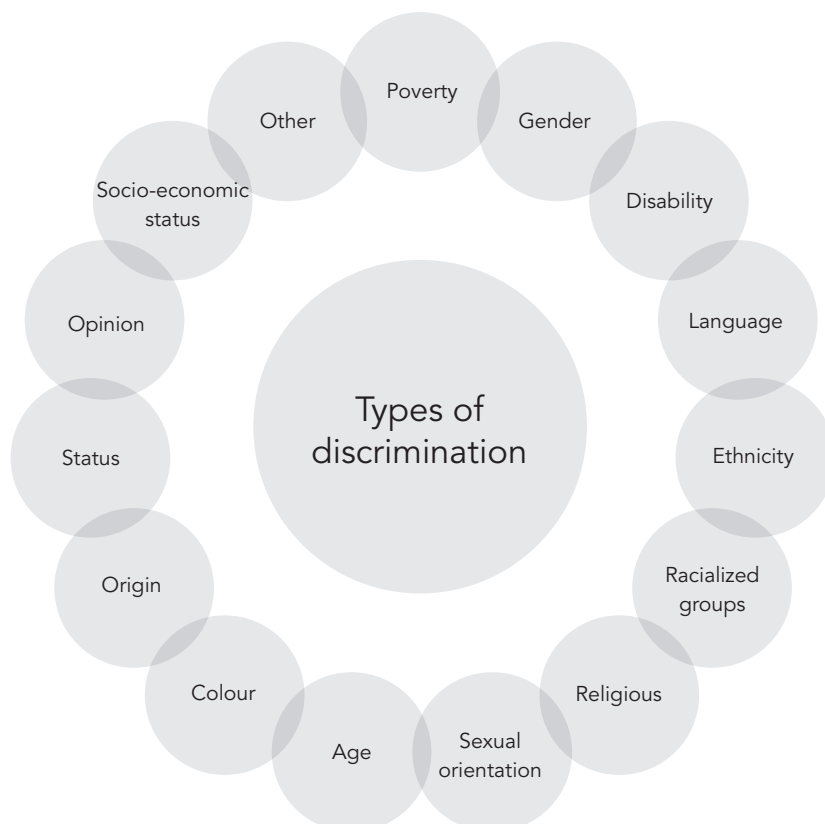 Types of
discrimination
Poverty
Gender
Disability
Language
Ethnicity
Racialized
groups
Religious
Sexual
orientation
Age
Colour
Origin
Status
Opinion
Socio-economic
status
Other